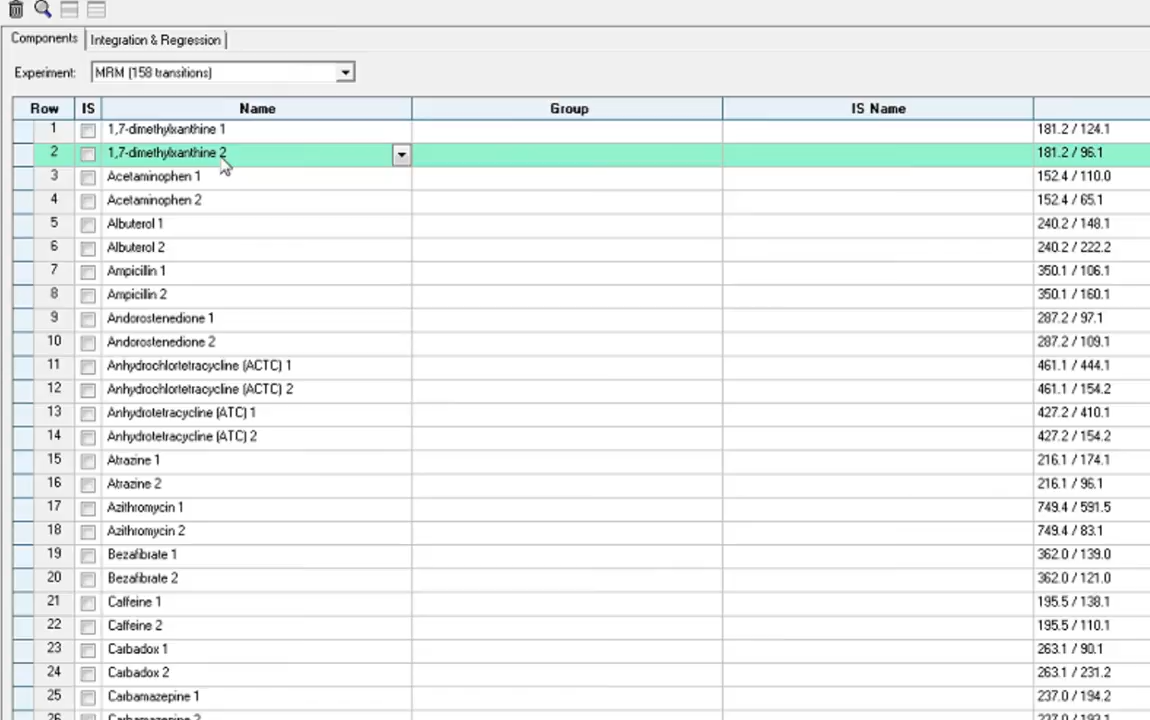 Components Integration & Regression
Experiment: MRM (158 transitions)
Row IS Name Group IS Name
1 1,7-dimethylxanthine 1 181.2 / 124.1
2 1,7-dimethylxanthine 2 181.2 / 96.1
3 Acetaminophen 1 152.4 / 110.0
4 Acetaminophen 2 152.4 / 65.1
5 Albuterol 1 240.2 / 148.1
6 Albuterol 2 240.2 / 222.2
7 Ampicillin 1 350.1 / 106.1
8 Ampicillin 2 350.1 / 160.1
9 Andorostenedione 1 287.2 / 97.1
10 Andorostenedione 2 287.2 / 109.1
11 Anhydrochlortetracycline (ACTC) 1 461.1 / 444.1
12 Anhydrochlortetracycline (ACTC) 2 461.1 / 154.2
13 Anhydrotetracycline (ATC) 1 427.2 / 410.1
14 Anhydrotetracycline (ATC) 2 427.2 / 154.2
15 Atrazine 1 216.1 / 174.1
16 Atrazine 2 216.1 / 96.1
17 Azithromycin 1 749.4 / 591.5
18 Azithromycin 2 749.4 / 83.1
19 Bezafibrate 1 362.0 / 139.0
20 Bezafibrate 2 362.0 / 121.0
21 Caffeine 1 195.5 / 138.1
22 Caffeine 2 195.5 / 110.1
23 Carbadox 1 263.1 / 90.1
24 Carbadox 2 263.1 / 231.2
25 Carbamazepine 1 237.0 / 194.2
26 Carbamazepine 2